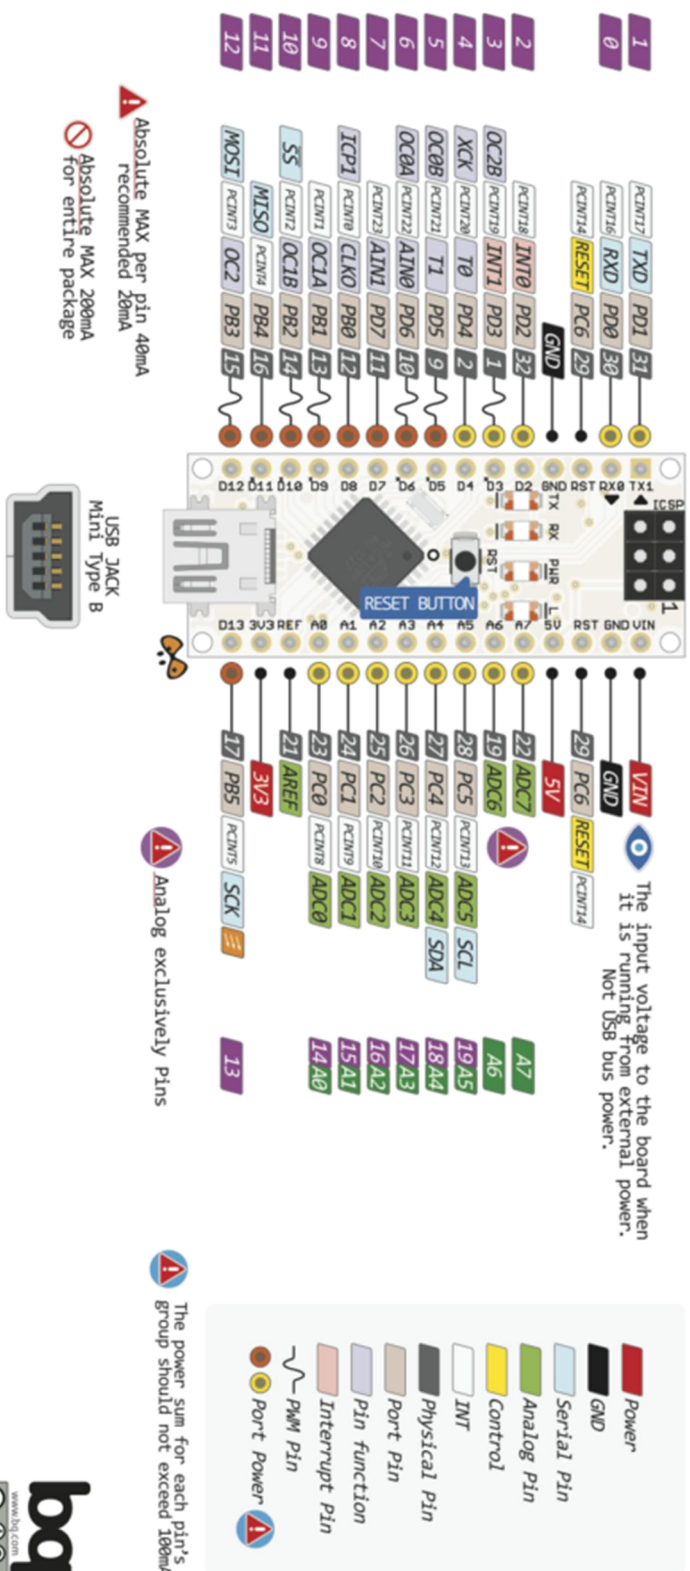 1 PCINT17 TXD PD1 31 TX1 VIN VIN
0 PCINT16 RXD PD0 30 RX0 GND GND
PCINT14 RESET PC6 29 RST RST 29 PC6 RESET PCINT14
GND GND 5V 5V
2 PCINT18 INT0 PD2 32 D2 A7 22 ADC7 A7
3 OC2B PCINT19 INT1 PD3 1 D3 A6 19 ADC6 A6
4 XCK PCINT20 T0 PD4 2 D4 A5 28 PC5 PCINT13 ADC5 SCL 19 A5
5 OC0B PCINT21 T1 PD5 9 D5 A4 27 PC4 PCINT12 ADC4 SDA 18 A4
6 OC0A PCINT22 AIN0 PD6 10 D6 A3 26 PC3 PCINT11 ADC3 17 A3
7 PCINT23 AIN1 PD7 11 D7 A2 25 PC2 PCINT10 ADC2 16 A2
8 ICP1 PCINT0 CLKO PB0 12 D8 A1 24 PC1 PCINT9 ADC1 15 A1
9 PCINT1 OC1A PB1 13 D9 A0 23 PC0 PCINT8 ADC0 14 A0
10 SS PCINT2 OC1B PB2 14 D10 REF 21 AREF
11 MISO PCINT4 PB4 16 D11 3V3 3V3
12 MOSI PCINT3 OC2 PB3 15 D12 D13 17 PB5 PCINT5 SCK 13
ICSP
1
TX
RX
PWR
L
RST
RESET BUTTON
The input voltage to the board when
it is running from external power.
Not USB bus power.
Absolute MAX per pin 40mA
recommended 20mA
Absolute MAX 200mA
for entire package
USB JACK
Mini Type B
Analog exclusively Pins
Power
GND
Serial Pin
Analog Pin
Control
INT
Physical Pin
Port Pin
Pin function
Interrupt Pin
PWM Pin
Port Power
The power sum for each pin's
group should not exceed 100mA
bq
www.bq.com